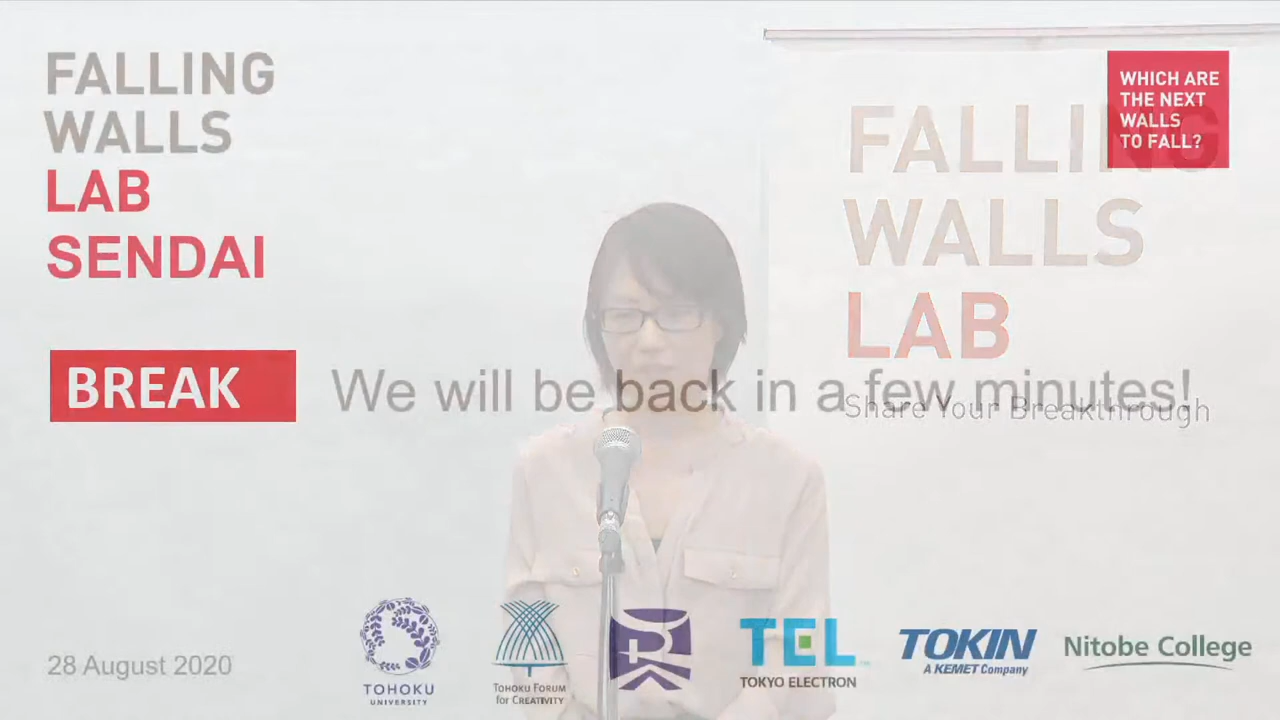 FALLING
WALLS
LAB
SENDAI
WHICH ARE
THE NEXT
WALLS
TO FALL?
FALLING
WALLS
LAB
Share Your Breakthrough
BREAK
We will be back in a few minutes!
28 August 2020
TOHOKU
UNIVERSITY
TOHOKU FORUM
for CREATIVITY
TEL
TOKYO ELECTRON
TOKIN
A KEMET Company
Nitobe College